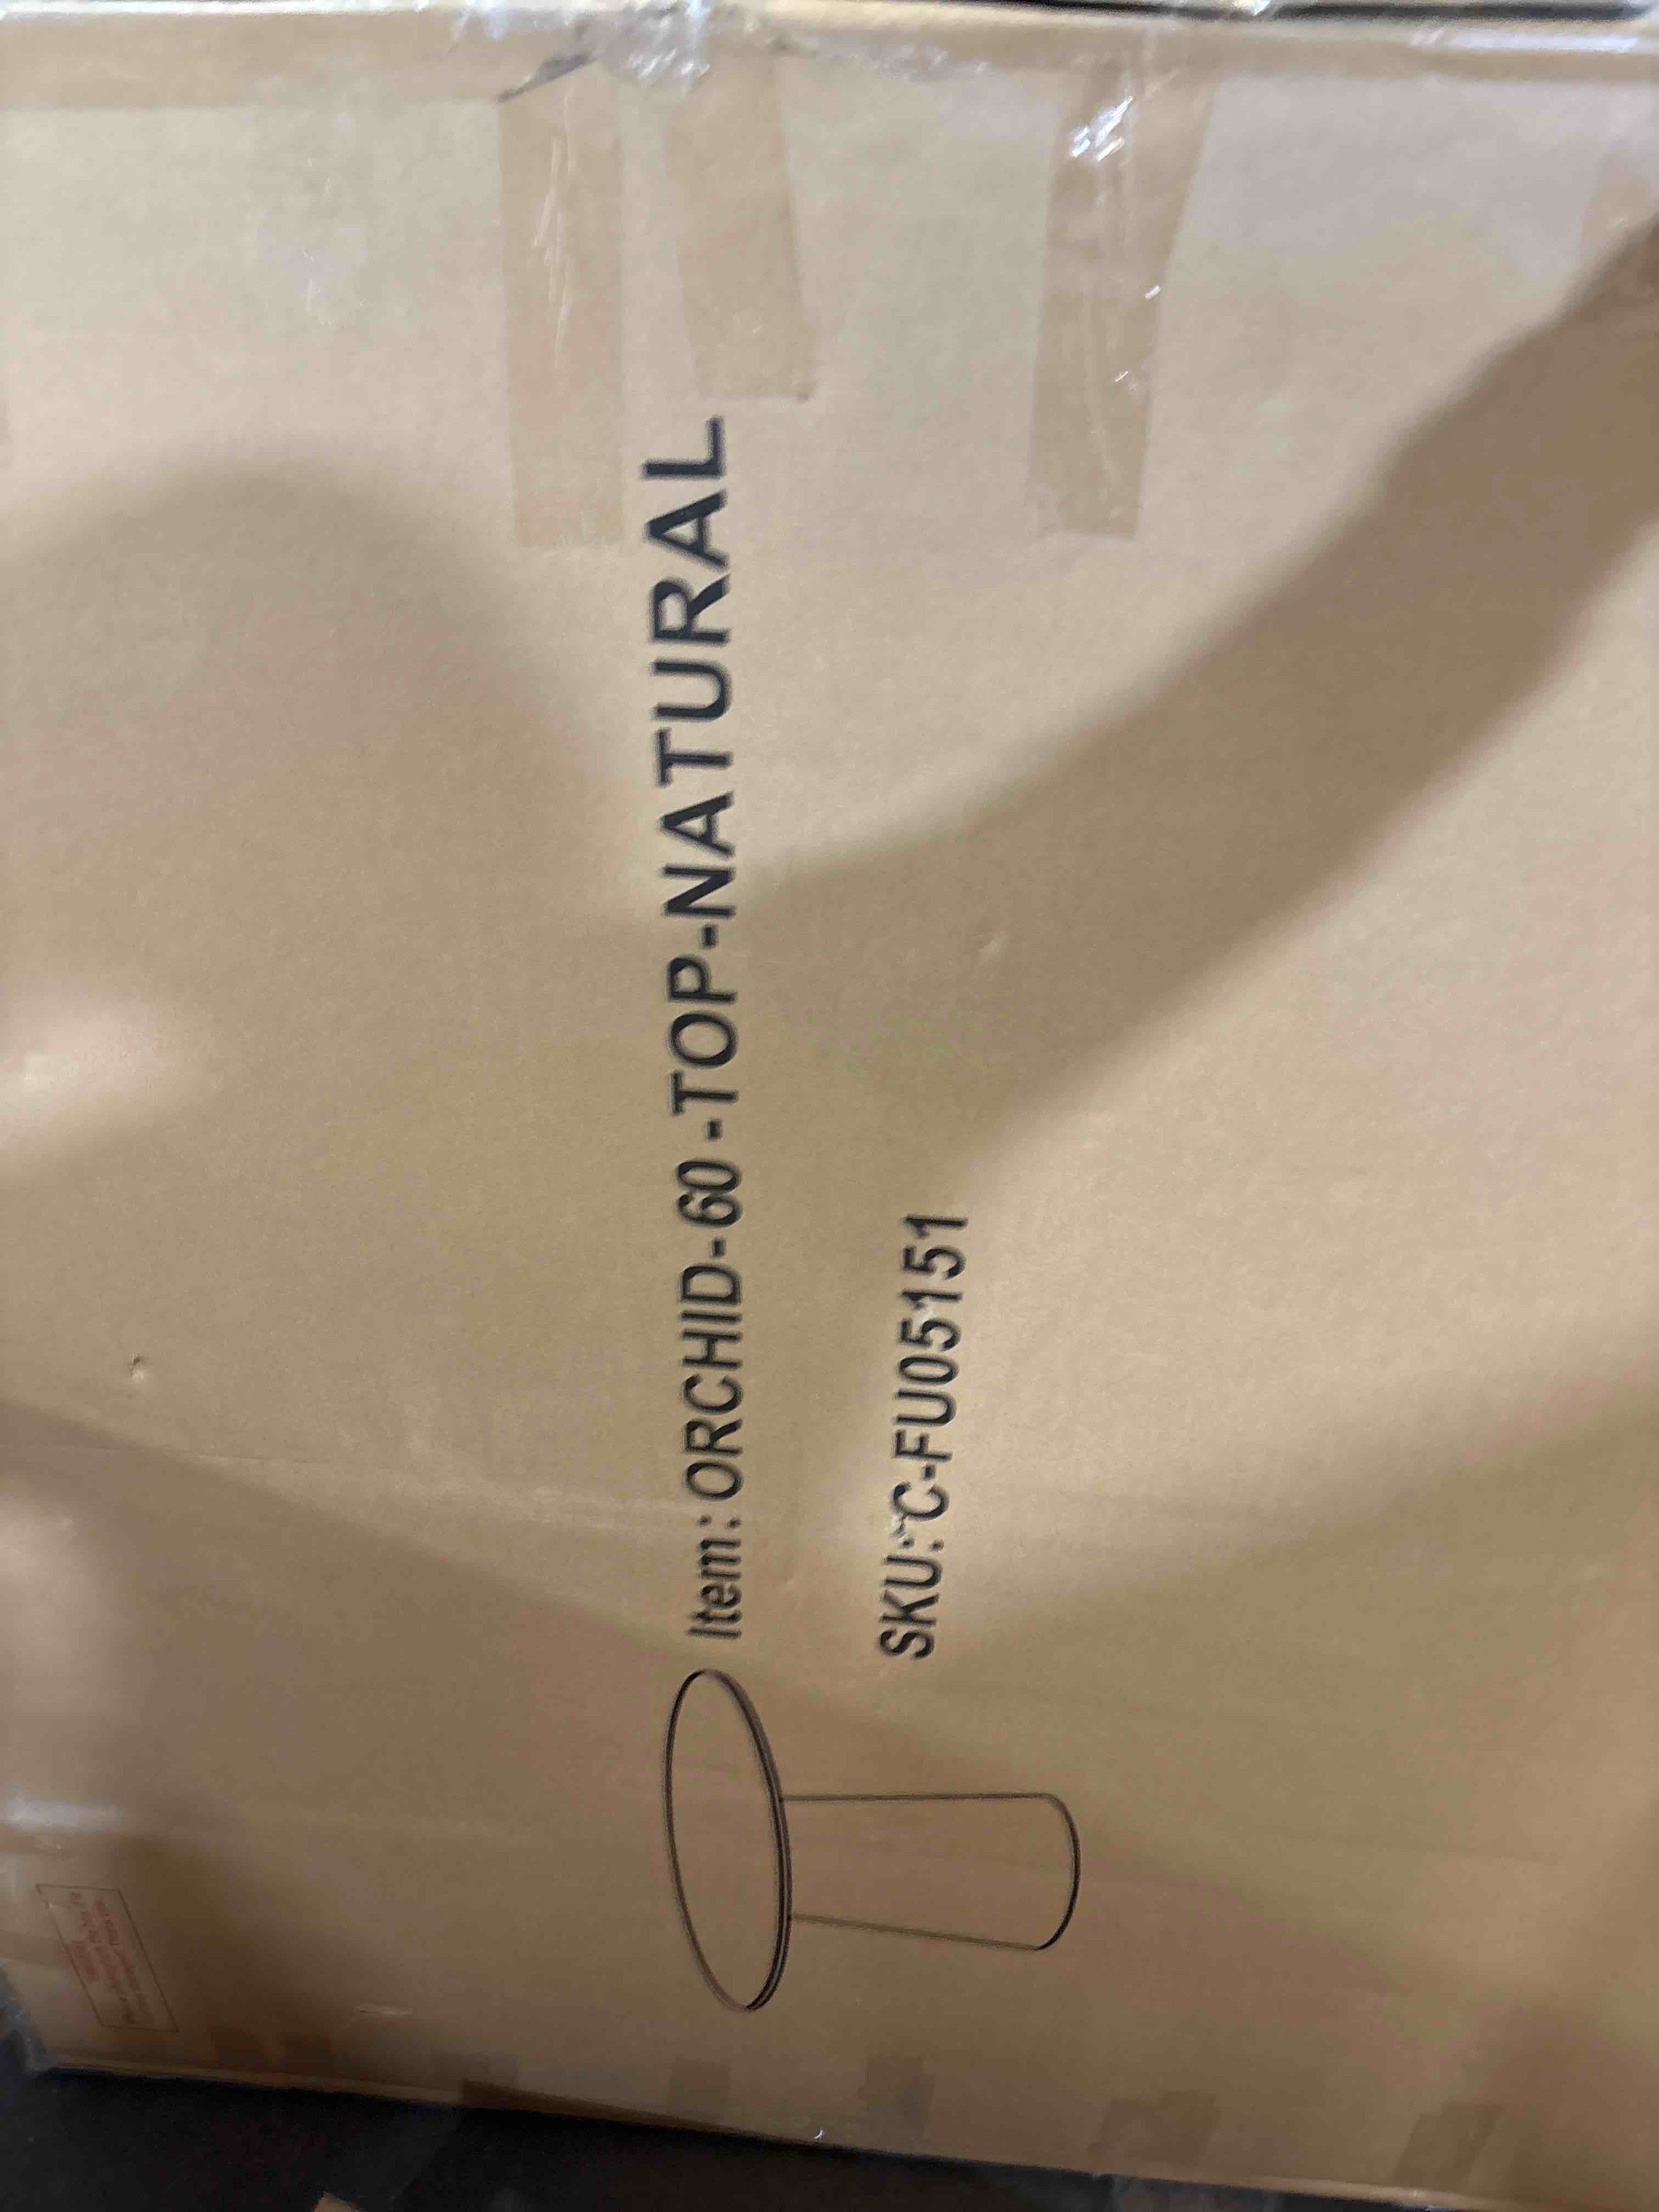 Item: ORCHID-60 -TOP-NATURAL
SKU: C-FU05151